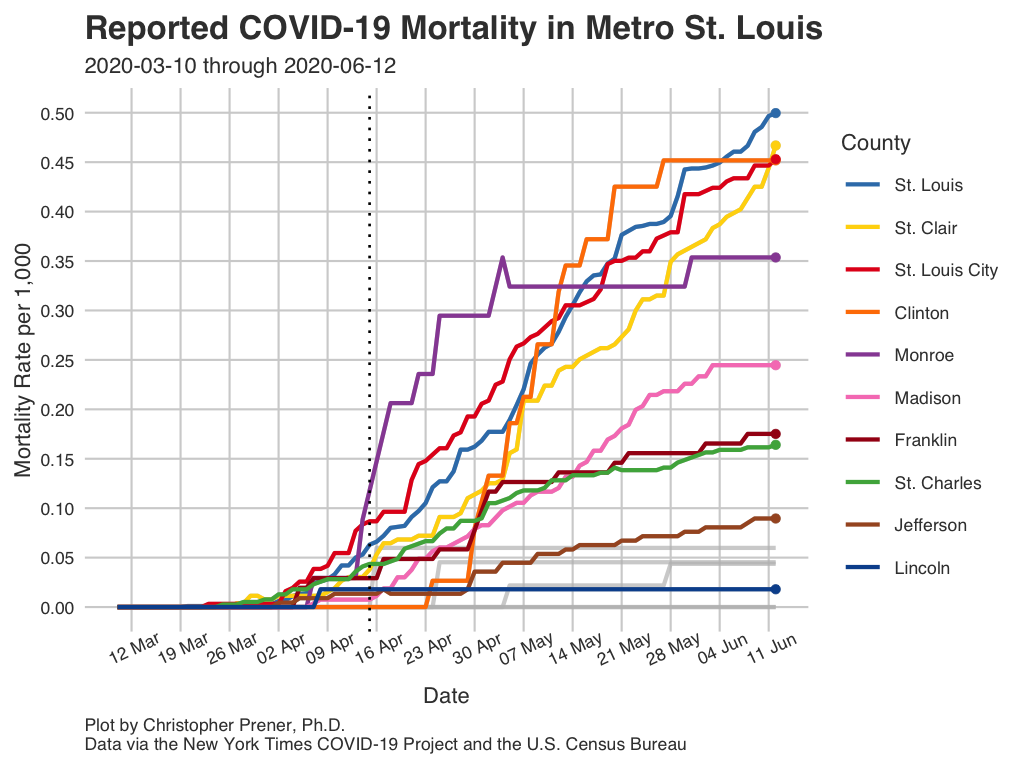 Reported COVID-19 Mortality in Metro St. Louis
2020-03-10 through 2020-06-12
Mortality Rate per 1,000
0.50
0.45
0.40
0.35
0.30
0.25
0.20
0.15
0.10
0.05
0.00
12 Mar
19 Mar
26 Mar
02 Apr
09 Apr
16 Apr
23 Apr
30 Apr
07 May
14 May
21 May
28 May
04 Jun
11 Jun
Date
County
St. Louis
St. Clair
St. Louis City
Clinton
Monroe
Madison
Franklin
St. Charles
Jefferson
Lincoln
Plot by Christopher Prener, Ph.D.
Data via the New York Times COVID-19 Project and the U.S. Census Bureau